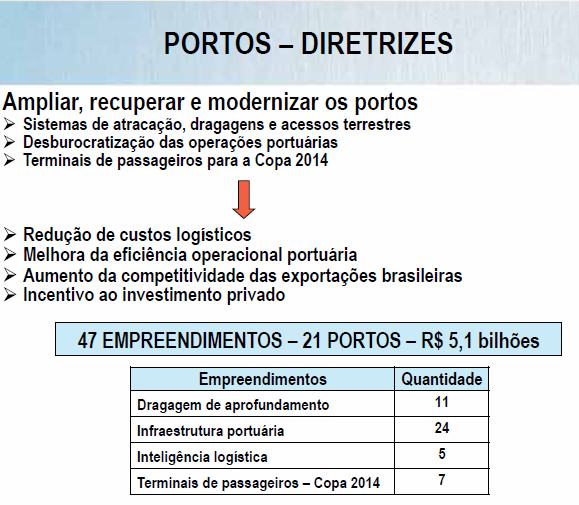 PORTOS – DIRETRIZES
Ampliar, recuperar e modernizar os portos
➢ Sistemas de atracação, dragagens e acessos terrestres
➢ Desburocratização das operações portuárias
➢ Terminais de passageiros para a Copa 2014
➢ Redução de custos logísticos
➢ Melhora da eficiência operacional portuária
➢ Aumento da competitividade das exportações brasileiras
➢ Incentivo ao investimento privado
47 EMPREENDIMENTOS – 21 PORTOS – R$ 5,1 bilhões
Empreendimentos Quantidade
Dragagem de aprofundamento 11
Infraestrutura portuária 24
Inteligência logística 5
Terminais de passageiros – Copa 2014 7